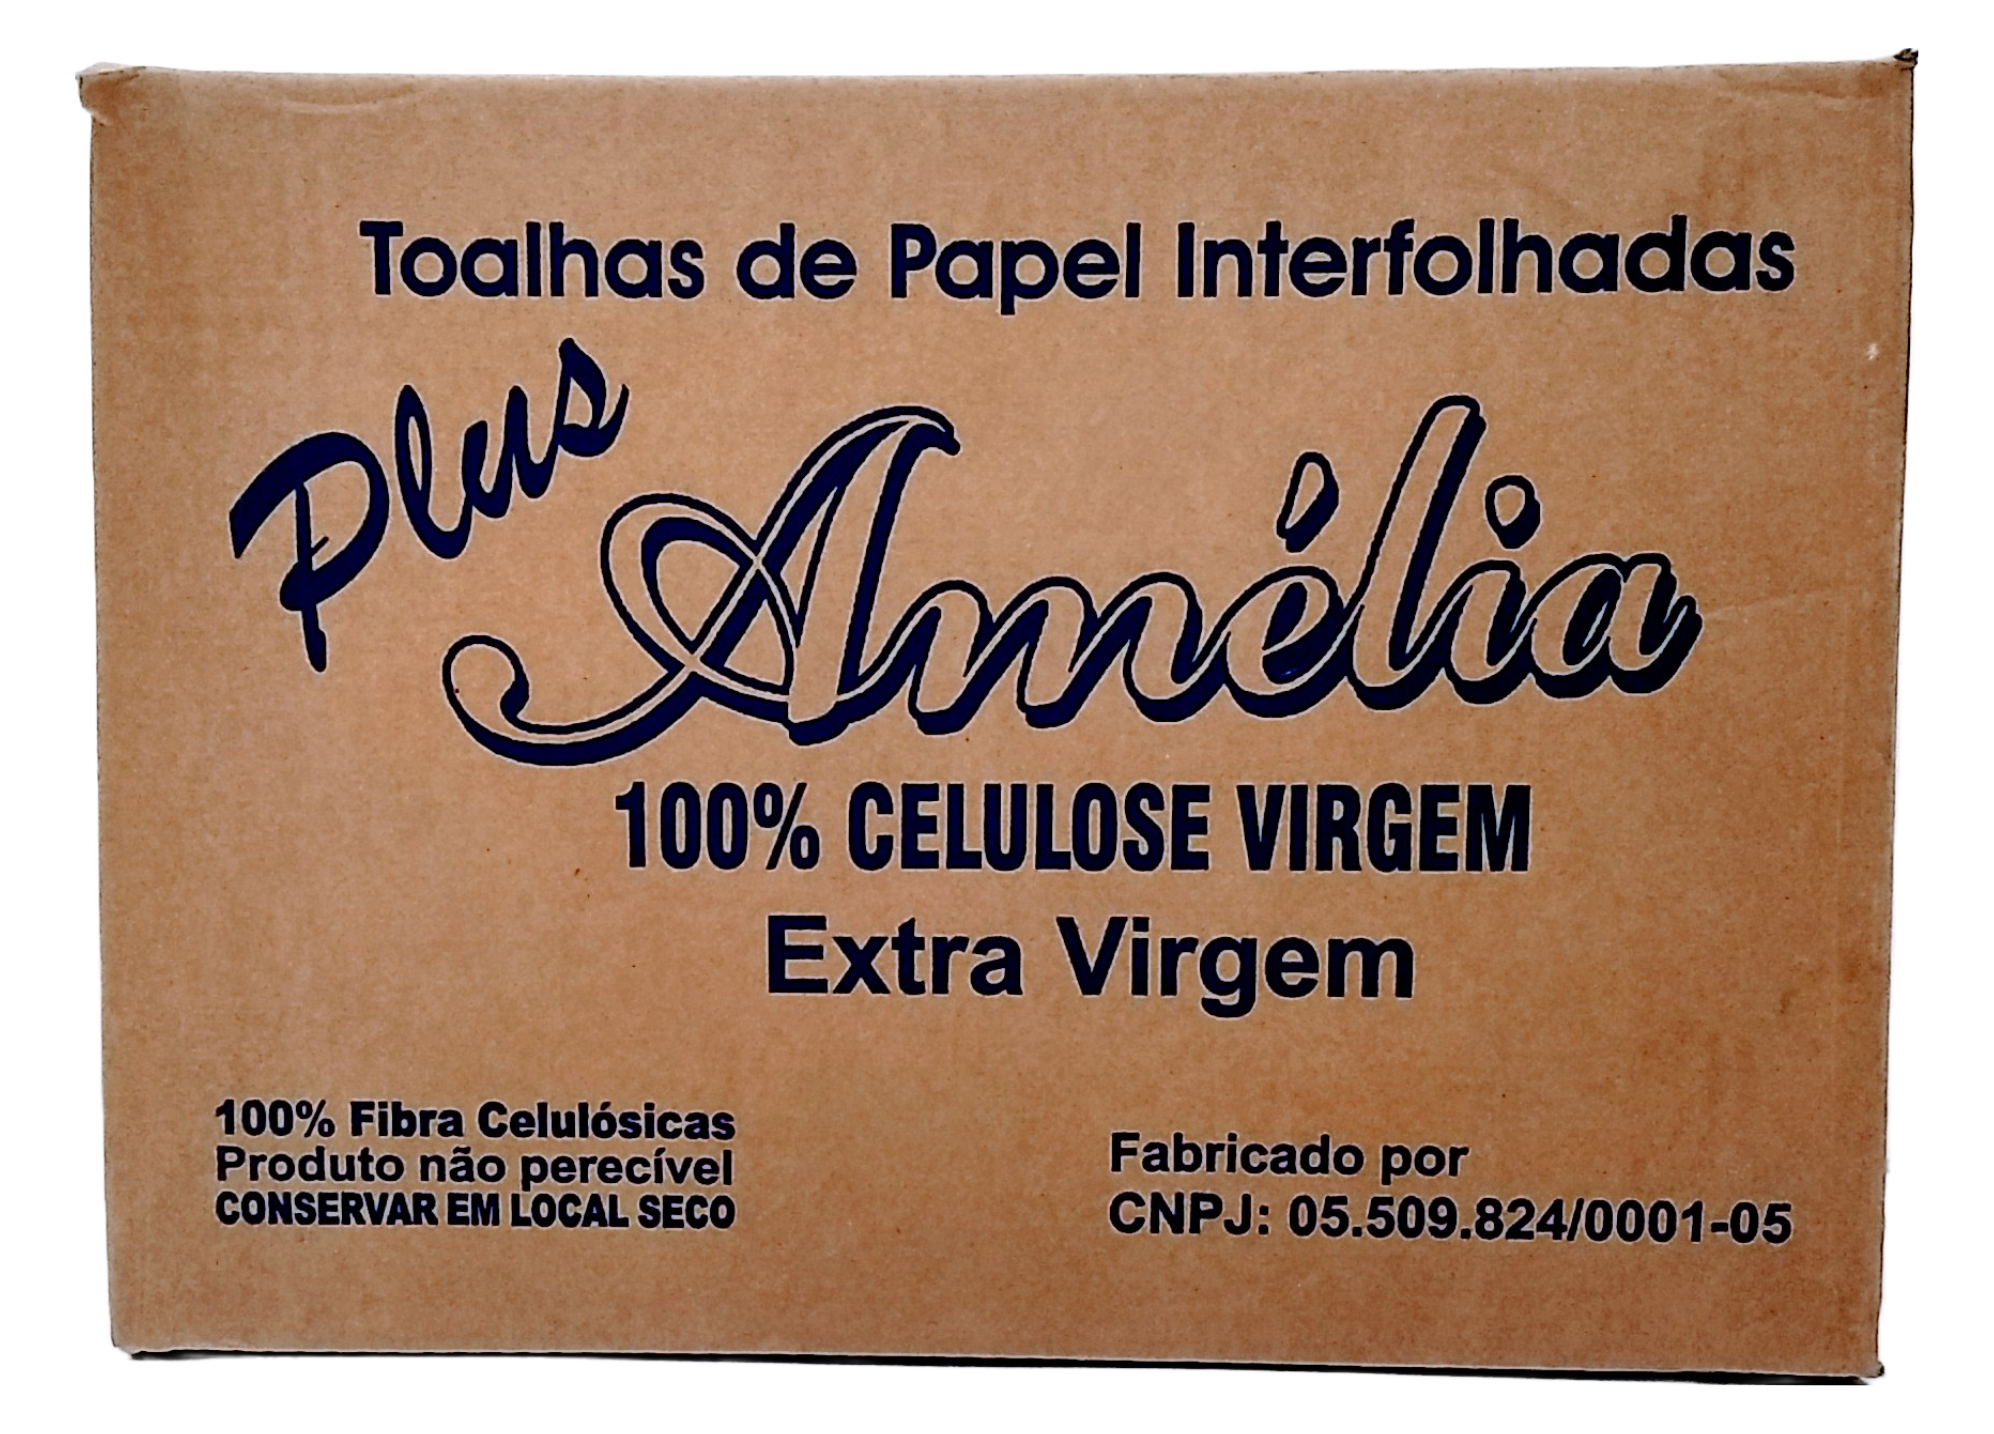 Toalhas de Papel Interfolhadas
Plus
Amélia
100% CELULOSE VIRGEM
Extra Virgem
100% Fibra Celulósicas
Produto não perecível
CONSERVAR EM LOCAL SECO
Fabricado por
CNPJ: 05.509.824/0001-05